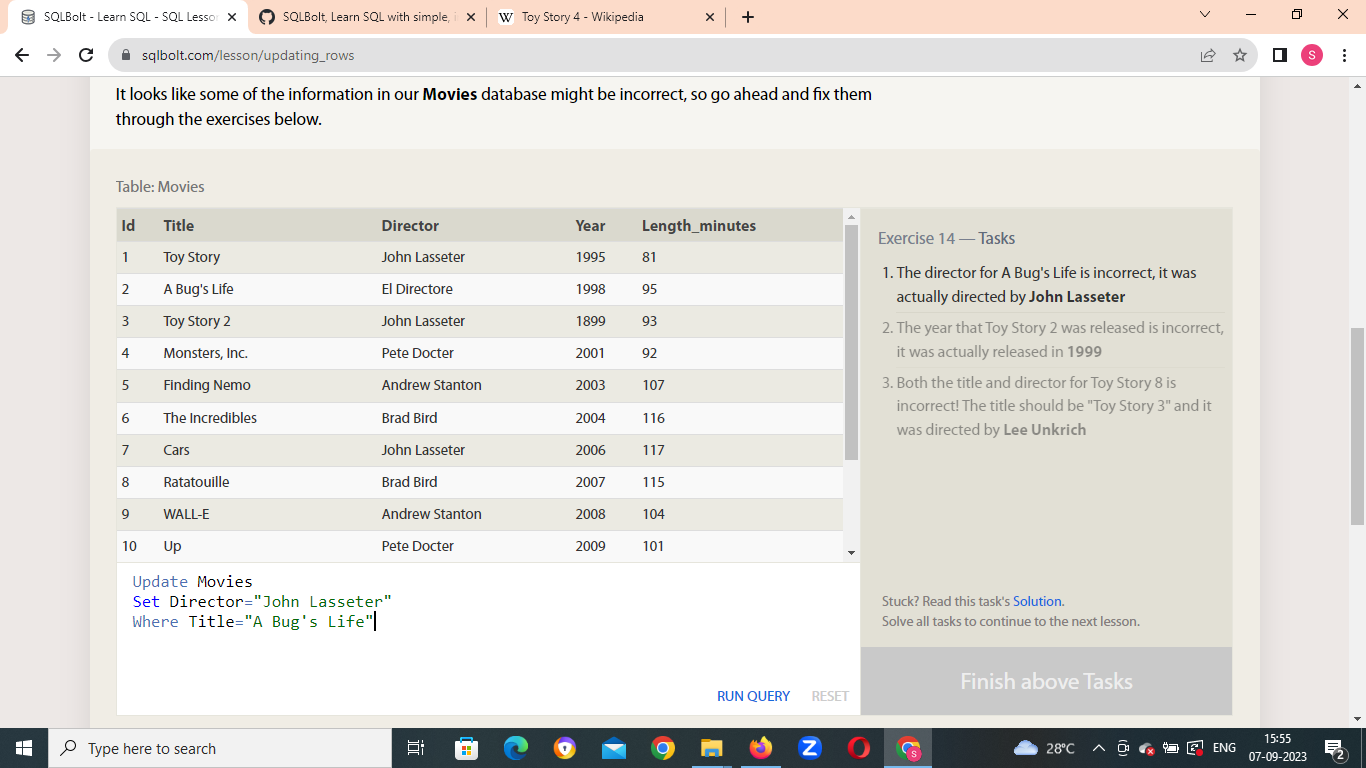 SQLBolt - Learn SQL - SQL Lesson
SQLBolt, Learn SQL with simple, i
Toy Story 4 - Wikipedia
sqlbolt.com/lesson/updating_rows
S
It looks like some of the information in our Movies database might be incorrect, so go ahead and fix them
through the exercises below.
Table: Movies
Id Title Director Year Length_minutes
1 Toy Story John Lasseter 1995 81
2 A Bug's Life El Directore 1998 95
3 Toy Story 2 John Lasseter 1899 93
4 Monsters, Inc. Pete Docter 2001 92
5 Finding Nemo Andrew Stanton 2003 107
6 The Incredibles Brad Bird 2004 116
7 Cars John Lasseter 2006 117
8 Ratatouille Brad Bird 2007 115
9 WALL-E Andrew Stanton 2008 104
10 Up Pete Docter 2009 101
Update Movies
Set Director="John Lasseter"
Where Title="A Bug's Life"
RUN QUERY RESET
Exercise 14 — Tasks
1. The director for A Bug's Life is incorrect, it was
actually directed by John Lasseter
2. The year that Toy Story 2 was released is incorrect,
it was actually released in 1999
3. Both the title and director for Toy Story 8 is
incorrect! The title should be "Toy Story 3" and it
was directed by Lee Unkrich
Stuck? Read this task's Solution.
Solve all tasks to continue to the next lesson.
Finish above Tasks
Type here to search
28°C
ENG
15:55
07-09-2023
2